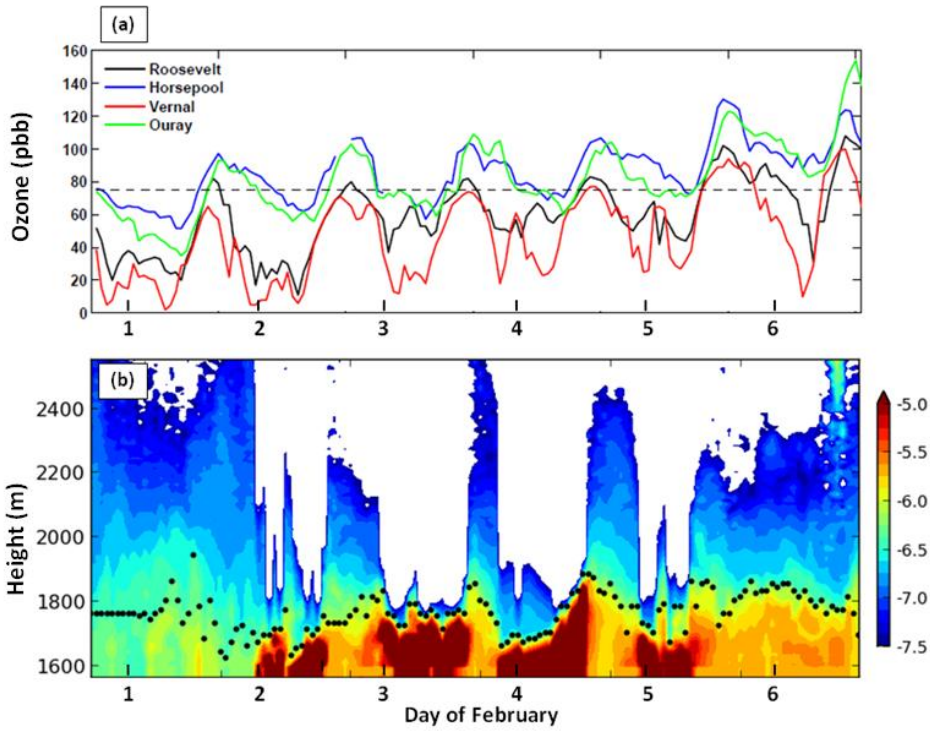 (a)
160
140
120
100
80
60
40
20
0
Ozone (pbb)
Roosevelt
Horsepool
Vernal
Ouray
1 2 3 4 5 6
(b)
2400
2200
2000
1800
1600
Height (m)
-5.0
-5.5
-6.0
-6.5
-7.0
-7.5
1 2 3 4 5 6
Day of February